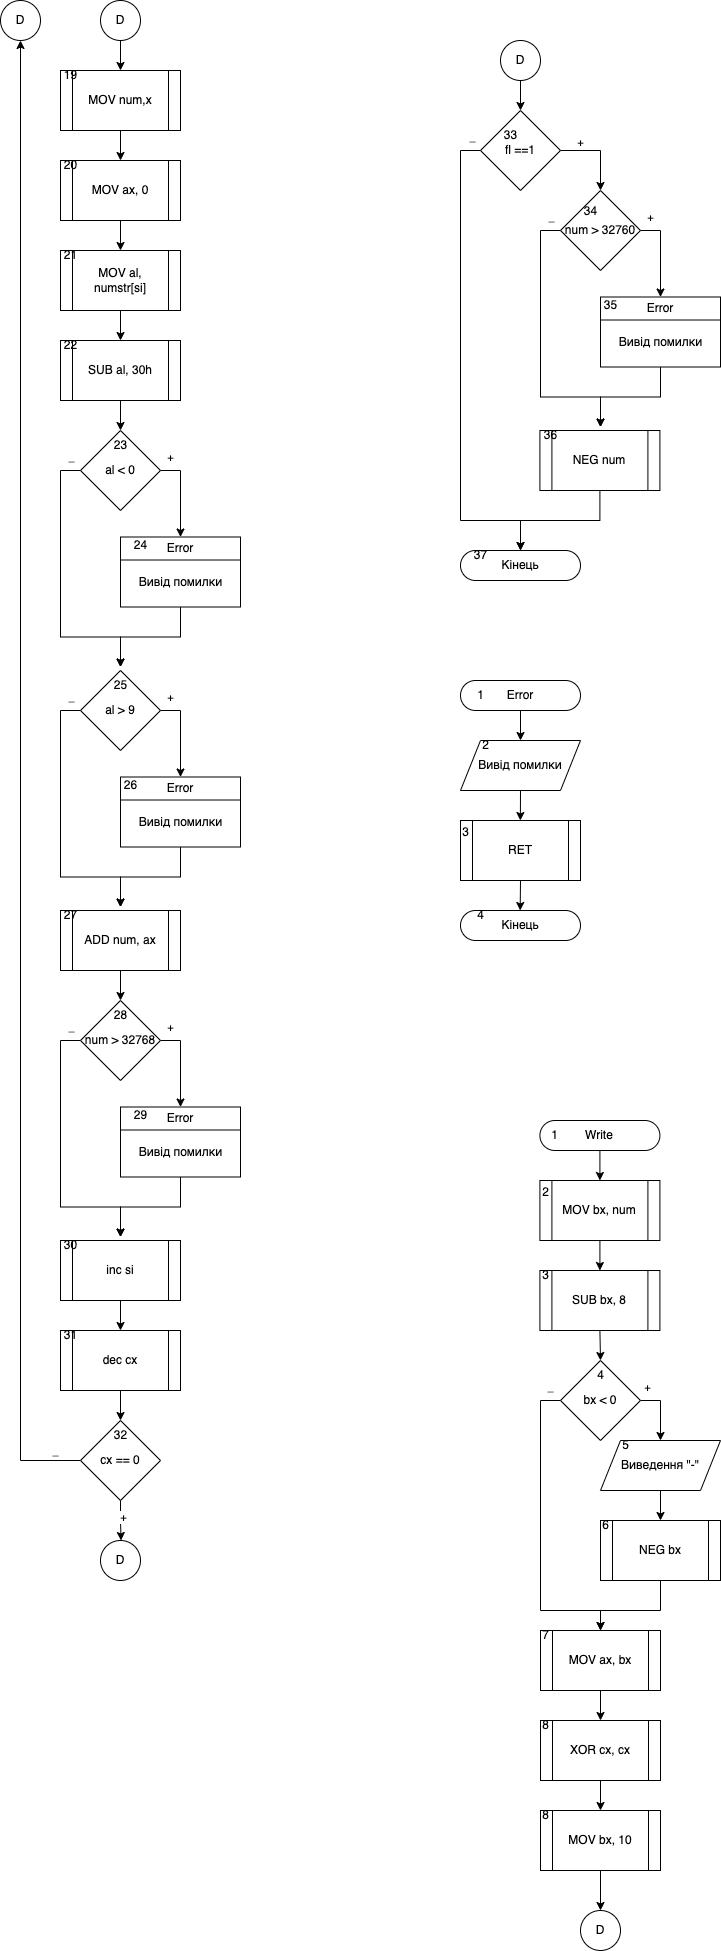 D
D
19
MOV num,x
20
MOV ax, 0
21
MOV al,
numstr[si]
22
SUB al, 30h
23
al < 0
–
+
24
Error
Вивід помилки
25
al > 9
–
+
26
Error
Вивід помилки
27
ADD num, ax
28
num > 32768
–
+
29
Error
Вивід помилки
30
inc si
31
dec cx
32
cx == 0
–
+
D
D
33
fl ==1
–
+
34
num > 32760
–
+
35
Error
Вивід помилки
36
NEG num
37
Кінець
1
Error
2
Вивід помилки
3
RET
4
Кінець
1
Write
2
MOV bx, num
3
SUB bx, 8
4
bx < 0
–
+
5
Виведення "-"
6
NEG bx
7
MOV ax, bx
8
XOR cx, cx
8
MOV bx, 10
D